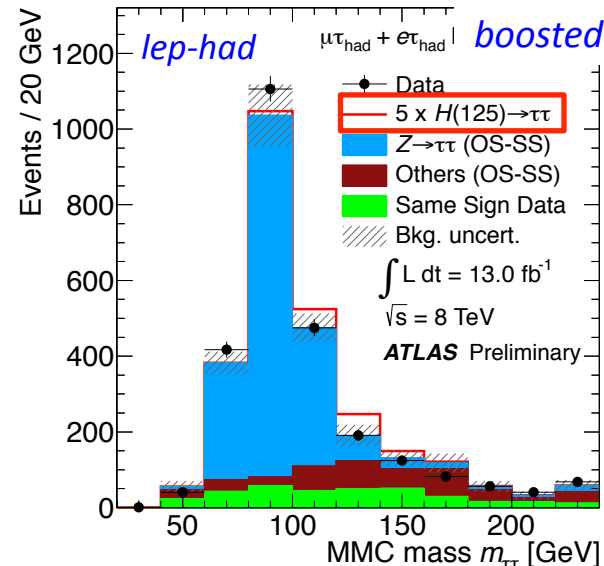 lep-had
μτhad + eτhad |
boosted
Data
5 x H(125)→ττ
Z→ττ (OS-SS)
Others (OS-SS)
Same Sign Data
Bkg. uncert.
∫ L dt = 13.0 fb⁻¹
√s = 8 TeV
ATLAS Preliminary
Events / 20 GeV
1200
1000
800
600
400
200
0
50 100 150 200
MMC mass mττ [GeV]